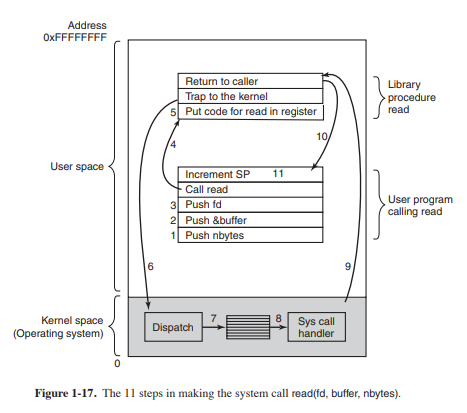 Address
0xFFFFFFFF
Return to caller
Trap to the kernel
5 Put code for read in register
Library
procedure
read
4
10
User space
Increment SP 11
Call read
3 Push fd
2 Push &buffer
1 Push nbytes
User program
calling read
6
9
Kernel space
(Operating system)
Dispatch
7
8
Sys call
handler
0
Figure 1-17. The 11 steps in making the system call read(fd, buffer, nbytes).